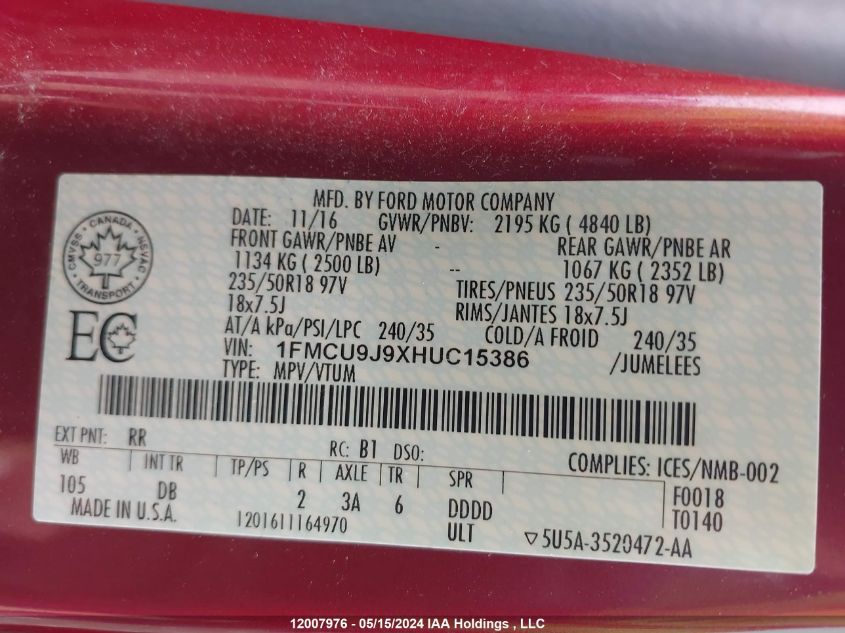 MFD. BY FORD MOTOR COMPANY
DATE: 11/16 GVWR/PNBV: 2195 KG ( 4840 LB)
FRONT GAWR/PNBE AV - REAR GAWR/PNBE AR
1134 KG ( 2500 LB) -- 1067 KG ( 2352 LB)
235/50R18 97V TIRES/PNEUS 235/50R18 97V
18x7.5J RIMS/JANTES 18x7.5J
AT/A kPa/PSI/LPC 240/35 COLD/A FROID 240/35
VIN: 1FMCU9J9XHUC15386 /JUMELEES
TYPE: MPV/VTUM
CANADA
CMVSS NSVAC
977
TRANSPORT
EC
EXT PNT: RR RC: B1 DSO: COMPLIES: ICES/NMB-002
WB INT TR TP/PS R AXLE TR SPR F0018
105 DB 2 3A 6 DDDD T0140
MADE IN U.S.A. 1201611164970 ULT ▽5U5A-3520472-AA
12007976 - 05/15/2024 IAA Holdings , LLC